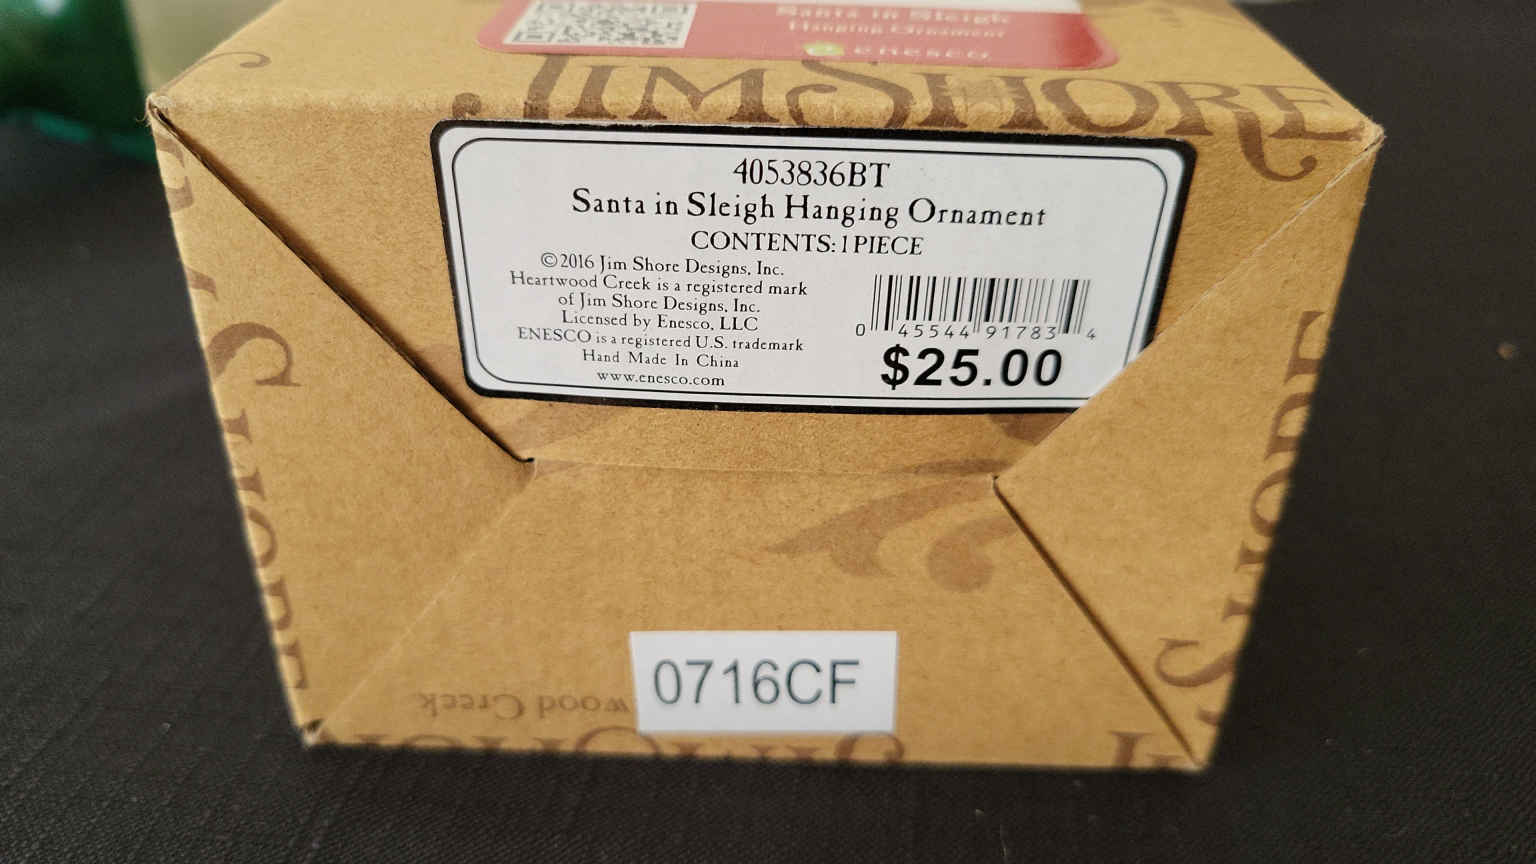 Santa in Sleigh
Hanging Ornament
ENESCO
JIM SHORE
4053836BT
Santa in Sleigh Hanging Ornament
CONTENTS: 1 PIECE
©2016 Jim Shore Designs, Inc.
Heartwood Creek is a registered mark
of Jim Shore Designs, Inc.
Licensed by Enesco, LLC
ENESCO is a registered U.S. trademark
Hand Made In China
www.enesco.com
0 45544 91783 4
$25.00
SHORE
SHORE
0716CF
wood Creek